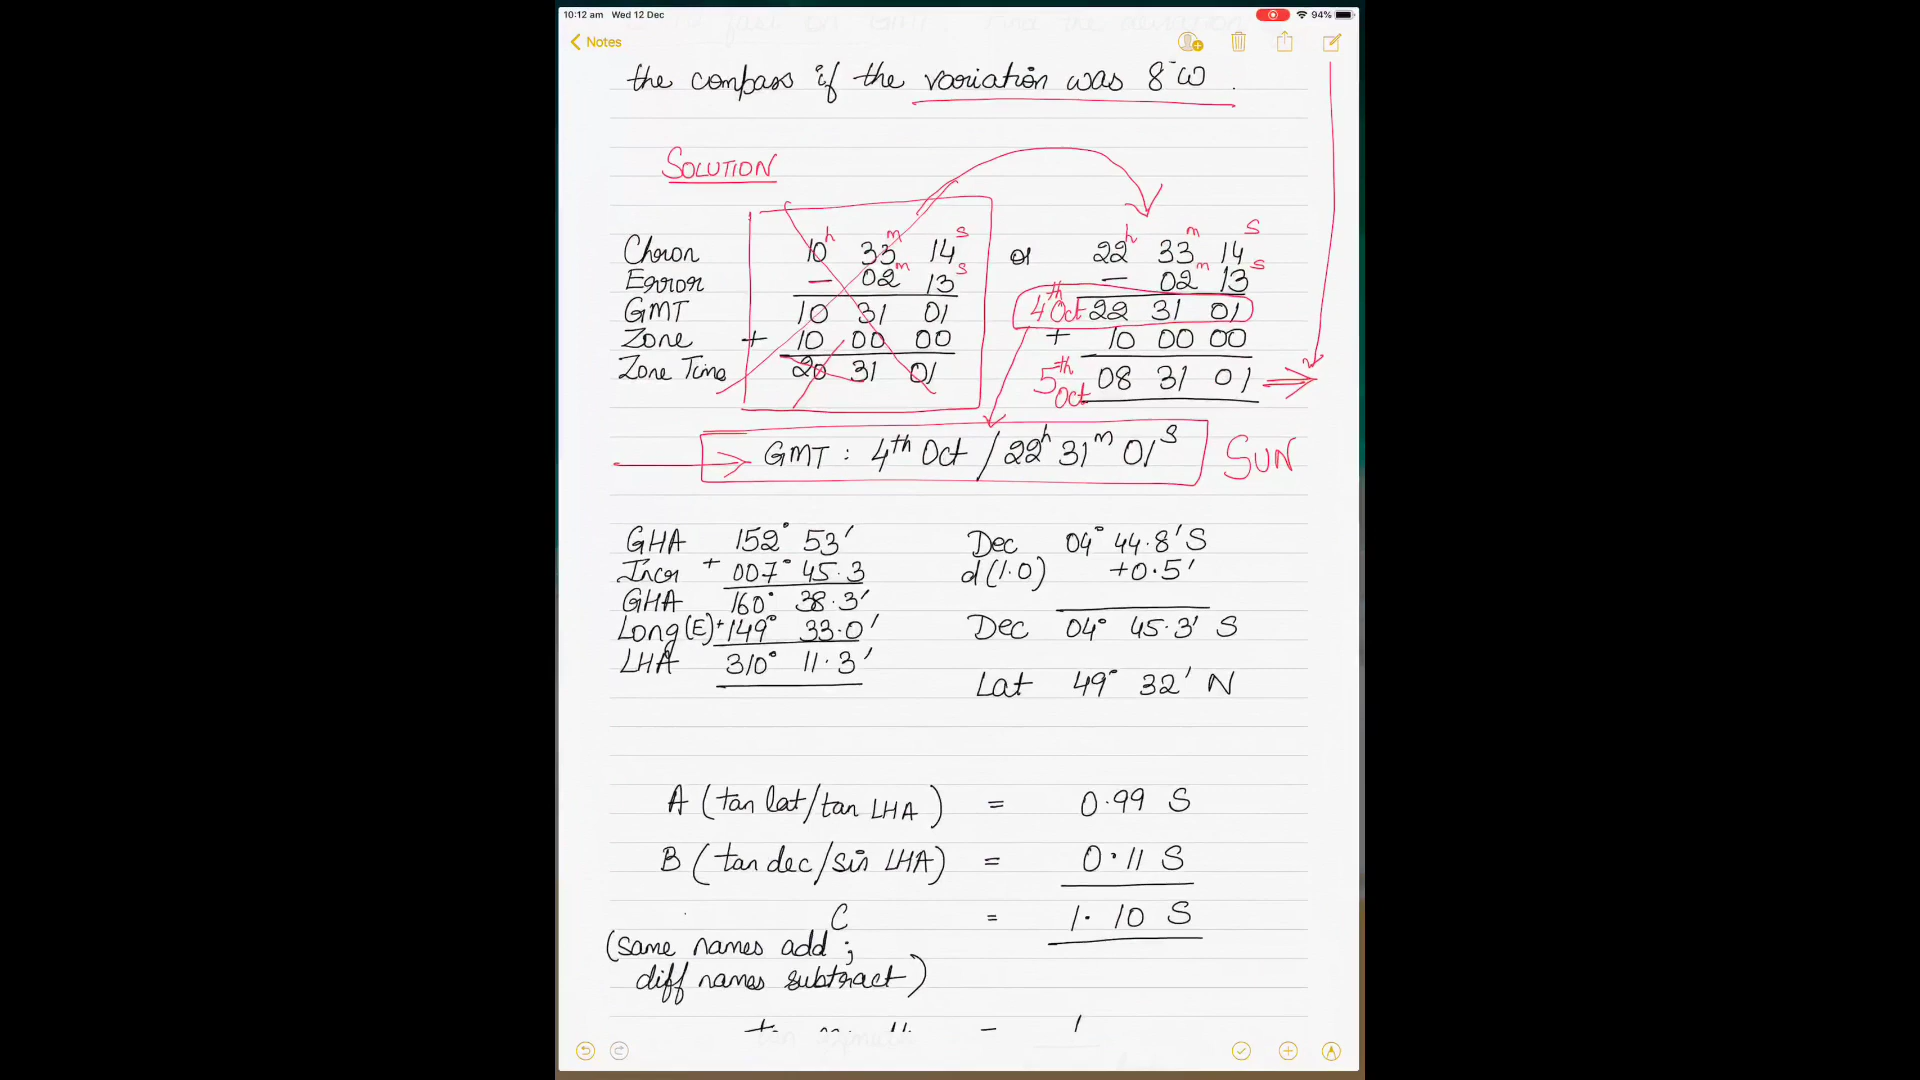 10:12 am Wed 12 Dec
94%
Notes
the compass if the variation was 8° W.
SOLUTION
Chron 10h 33m 14s or 22h 33m 14s
Error - 02m 13s - 02m 13s
GMT 10 31 01 4th Oct 22 31 01
Zone + 10 00 00 + 10 00 00
Zone Time 20 31 01 5th Oct 08 31 01
GMT : 4th Oct / 22h 31m 01s SUN
GHA 152° 53' Dec 04° 44.8' S
Incr + 007° 45.3 d(1.0) +0.5'
GHA 160° 38.3'
Long(E) +149° 33.0' Dec 04° 45.3' S
LHA 310° 11.3'
Lat 49° 32' N
A (tan lat/tan LHA) = 0.99 S
B (tan dec/sin LHA) = 0.11 S
C = 1.10 S
(same names add ;
diff names subtract)